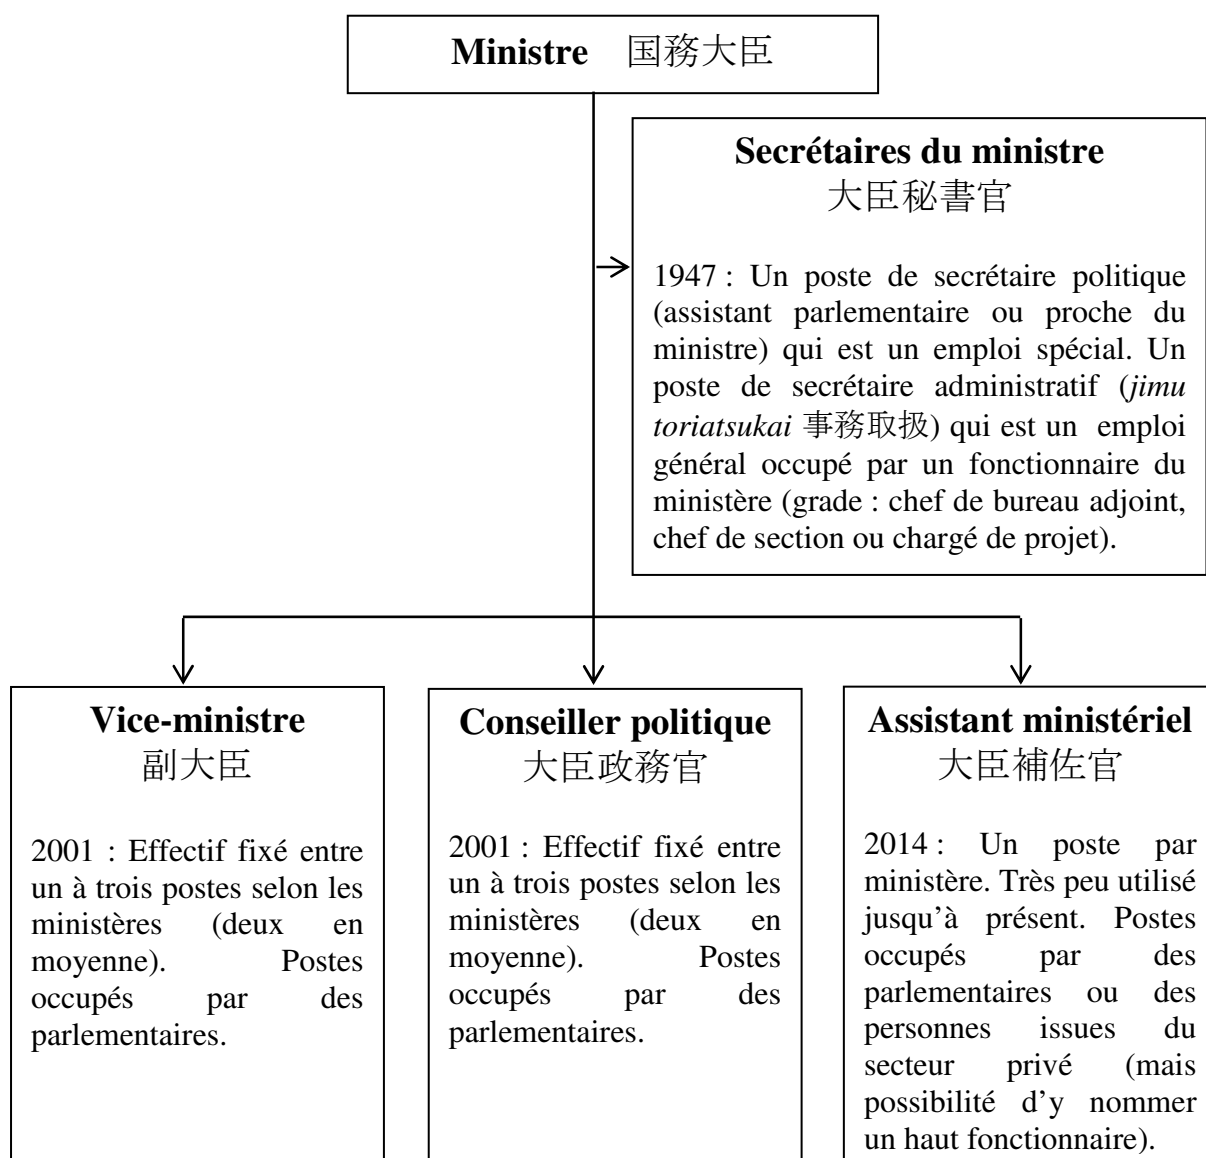 Ministre 国務大臣
Secrétaires du ministre
大臣秘書官
1947 : Un poste de secrétaire politique
(assistant parlementaire ou proche du
ministre) qui est un emploi spécial. Un
poste de secrétaire administratif (jimu
toriatsukai 事務取扱) qui est un emploi
général occupé par un fonctionnaire du
ministère (grade : chef de bureau adjoint,
chef de section ou chargé de projet).
Vice-ministre
副大臣
2001 : Effectif fixé entre
un à trois postes selon les
ministères (deux en
moyenne). Postes
occupés par des
parlementaires.
Conseiller politique
大臣政務官
2001 : Effectif fixé entre
un à trois postes selon les
ministères (deux en
moyenne). Postes
occupés par des
parlementaires.
Assistant ministériel
大臣補佐官
2014 : Un poste par
ministère. Très peu utilisé
jusqu’à présent. Postes
occupés par des
parlementaires ou des
personnes issues du
secteur privé (mais
possibilité d’y nommer
un haut fonctionnaire).